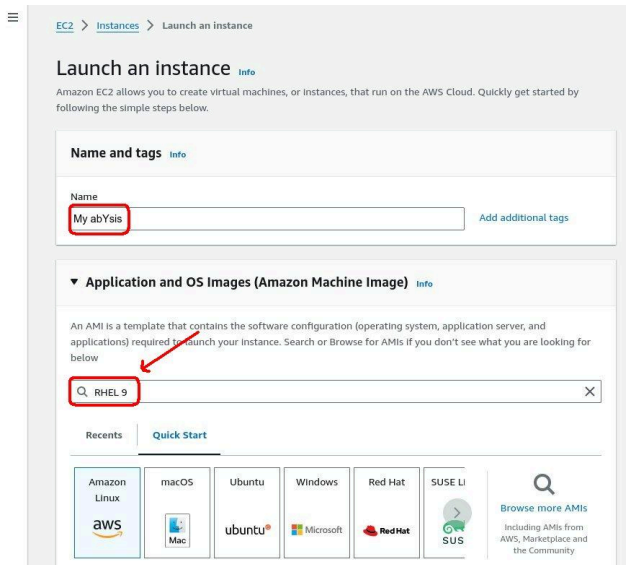 EC2 > Instances > Launch an instance
Launch an instance Info
Amazon EC2 allows you to create virtual machines, or instances, that run on the AWS Cloud. Quickly get started by
following the simple steps below.
Name and tags Info
Name
My abYsis
Add additional tags
Application and OS Images (Amazon Machine Image) Info
An AMI is a template that contains the software configuration (operating system, application server, and
applications) required to launch your instance. Search or Browse for AMIs if you don't see what you are looking for
below
RHEL 9
Recents
Quick Start
Amazon
Linux
aws
macOS
Mac
Ubuntu
ubuntu®
Windows
Microsoft
Red Hat
Red Hat
SUSE LI
SUS
Browse more AMIs
Including AMIs from
AWS, Marketplace and
the Community